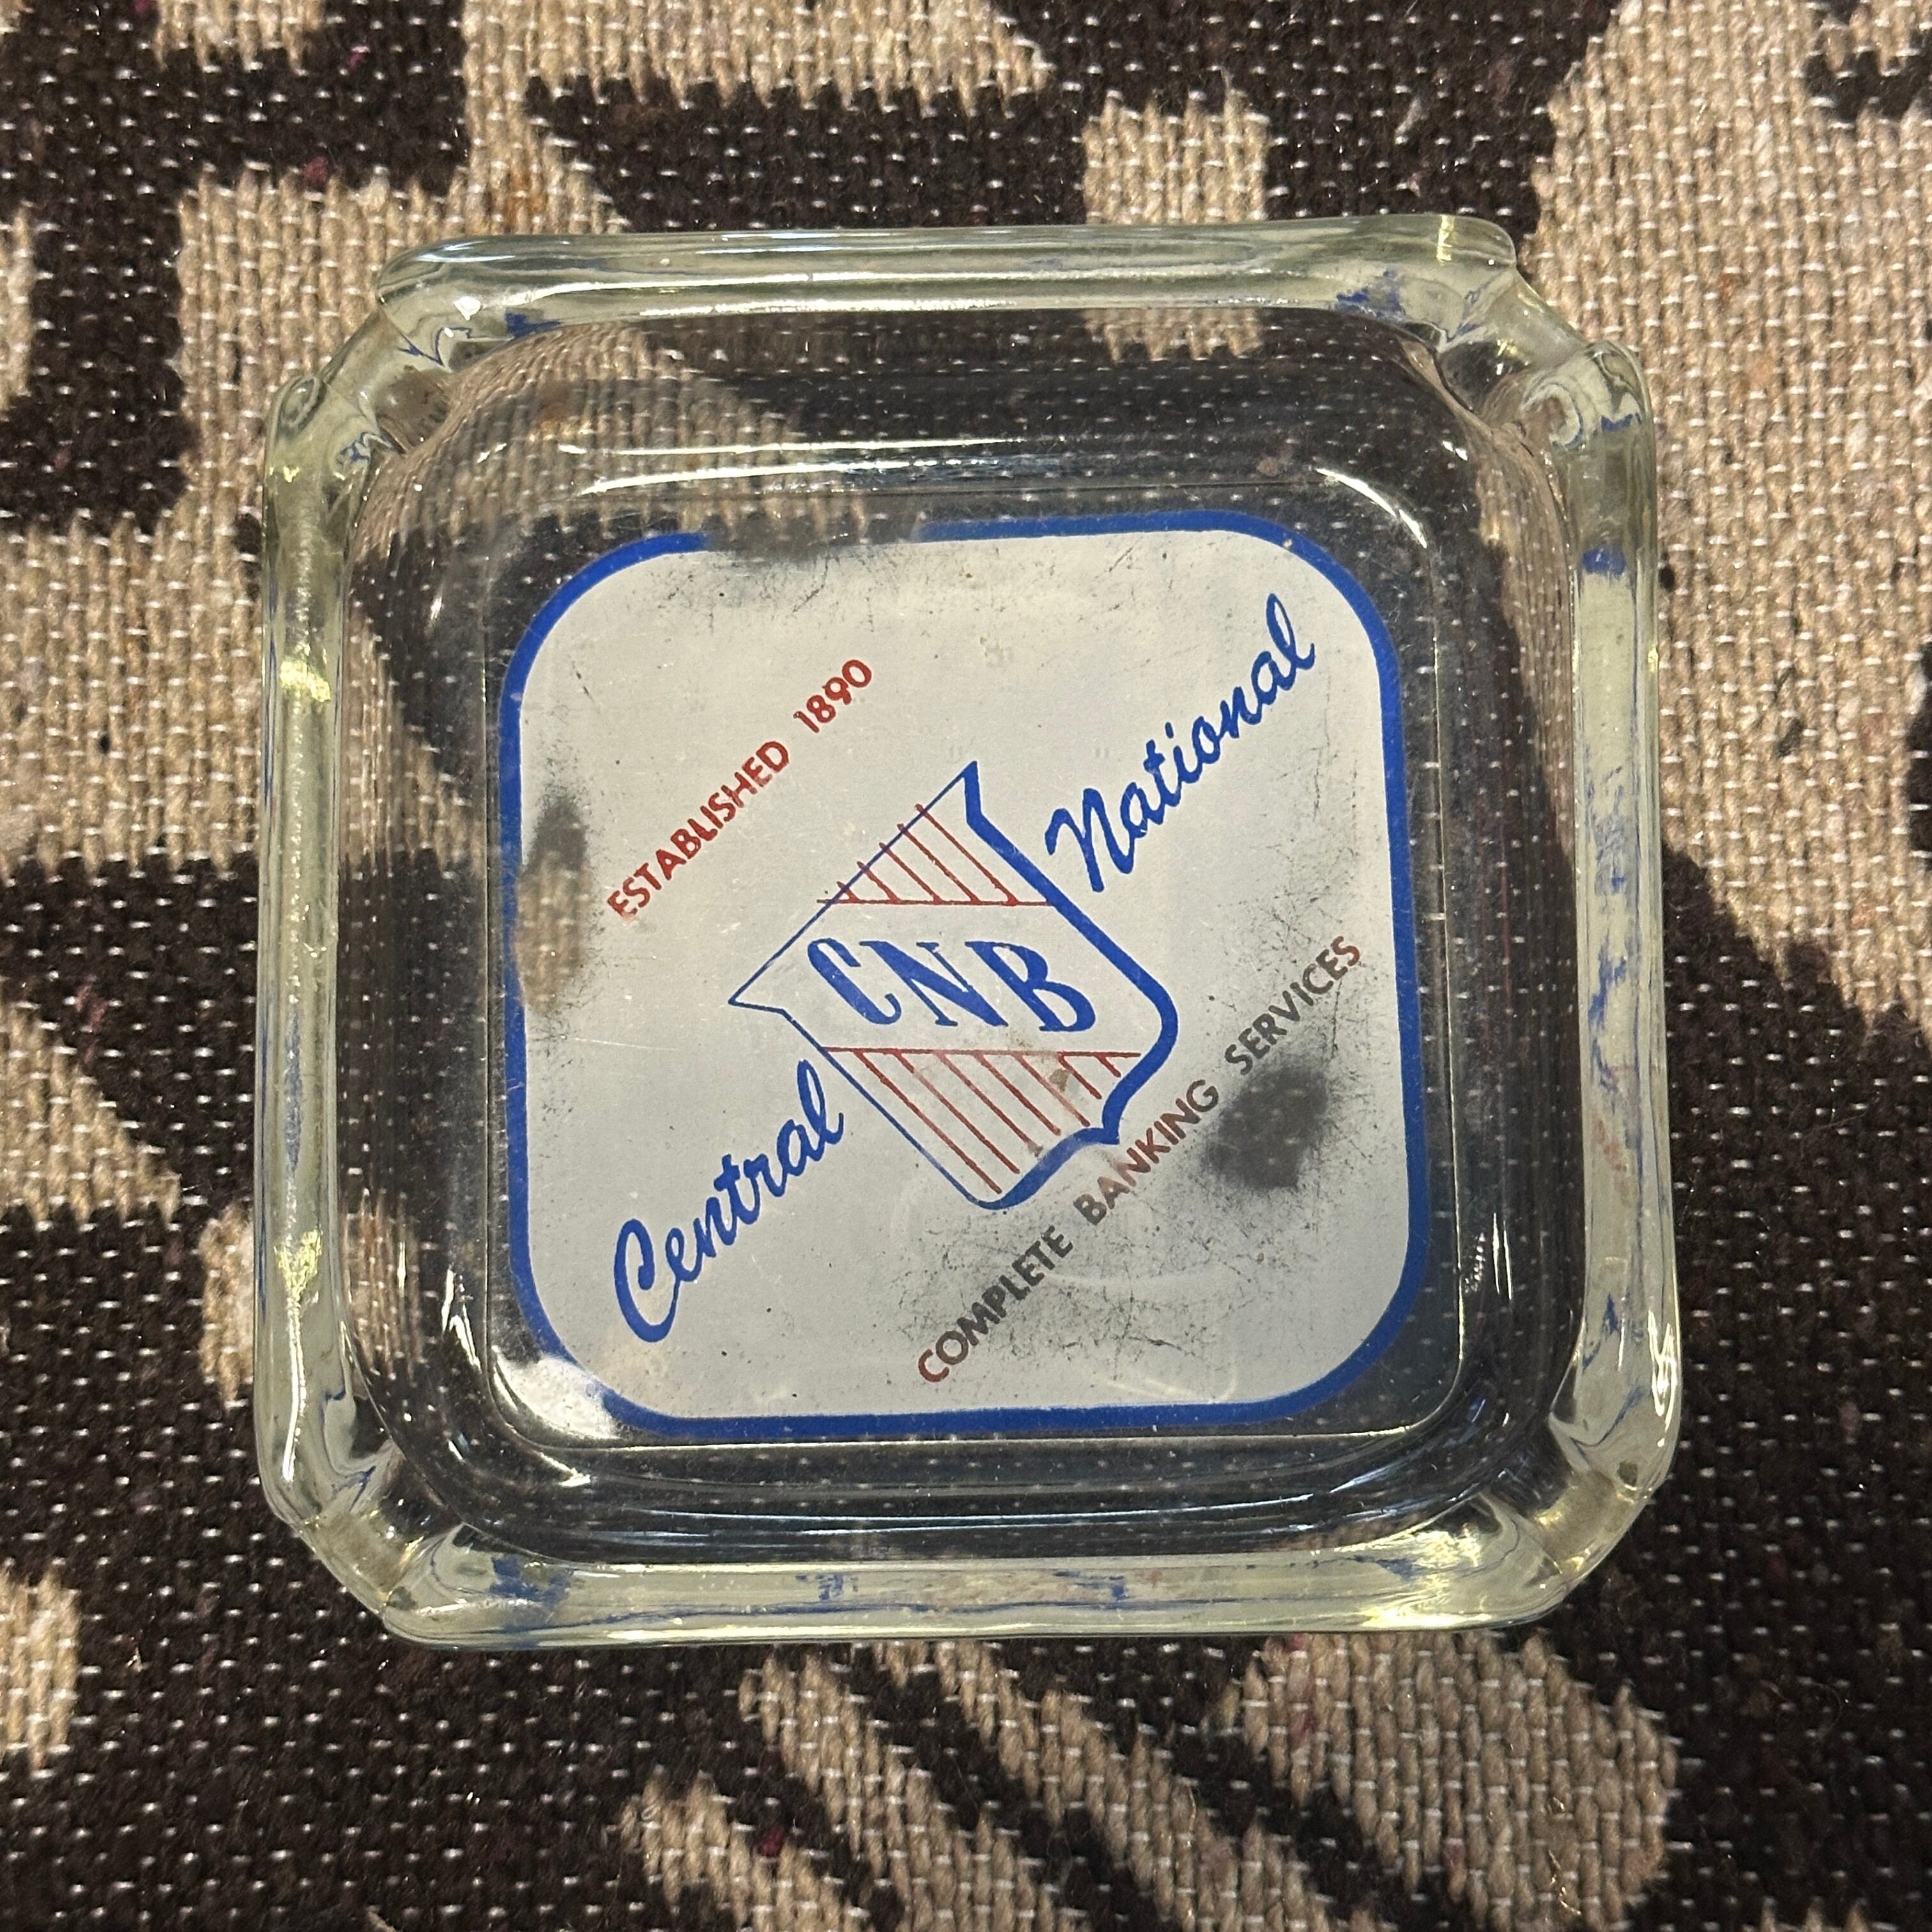 ESTABLISHED 1890
Central CNB National
COMPLETE BANKING SERVICES